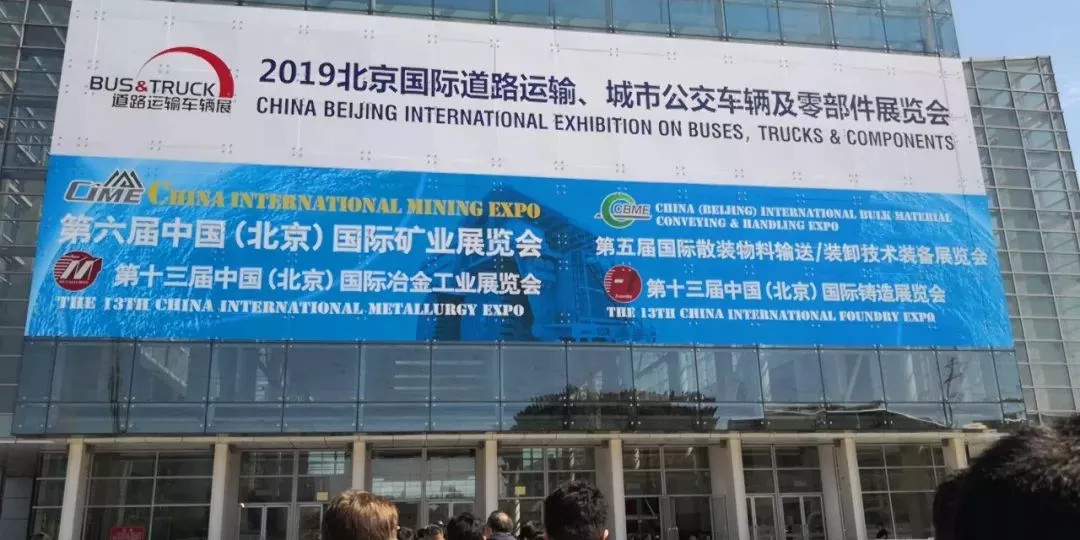 BUS&TRUCK
道路运输车辆展
2019北京国际道路运输、城市公交车辆及零部件展览会
CHINA BEIJING INTERNATIONAL EXHIBITION ON BUSES, TRUCKS & COMPONENTS
CIME CHINA INTERNATIONAL MINING EXPO
第六届中国(北京)国际矿业展览会
M
第十三届中国(北京)国际冶金工业展览会
THE 13TH CHINA INTERNATIONAL METALLURGY EXPO
CBME CHINA (BEIJING) INTERNATIONAL BULK MATERIAL
CONVEYING & HANDLING EXPO
第五届国际散装物料输送/装卸技术装备展览会
第十三届中国(北京)国际铸造展览会
THE 13TH CHINA INTERNATIONAL FOUNDRY EXPO